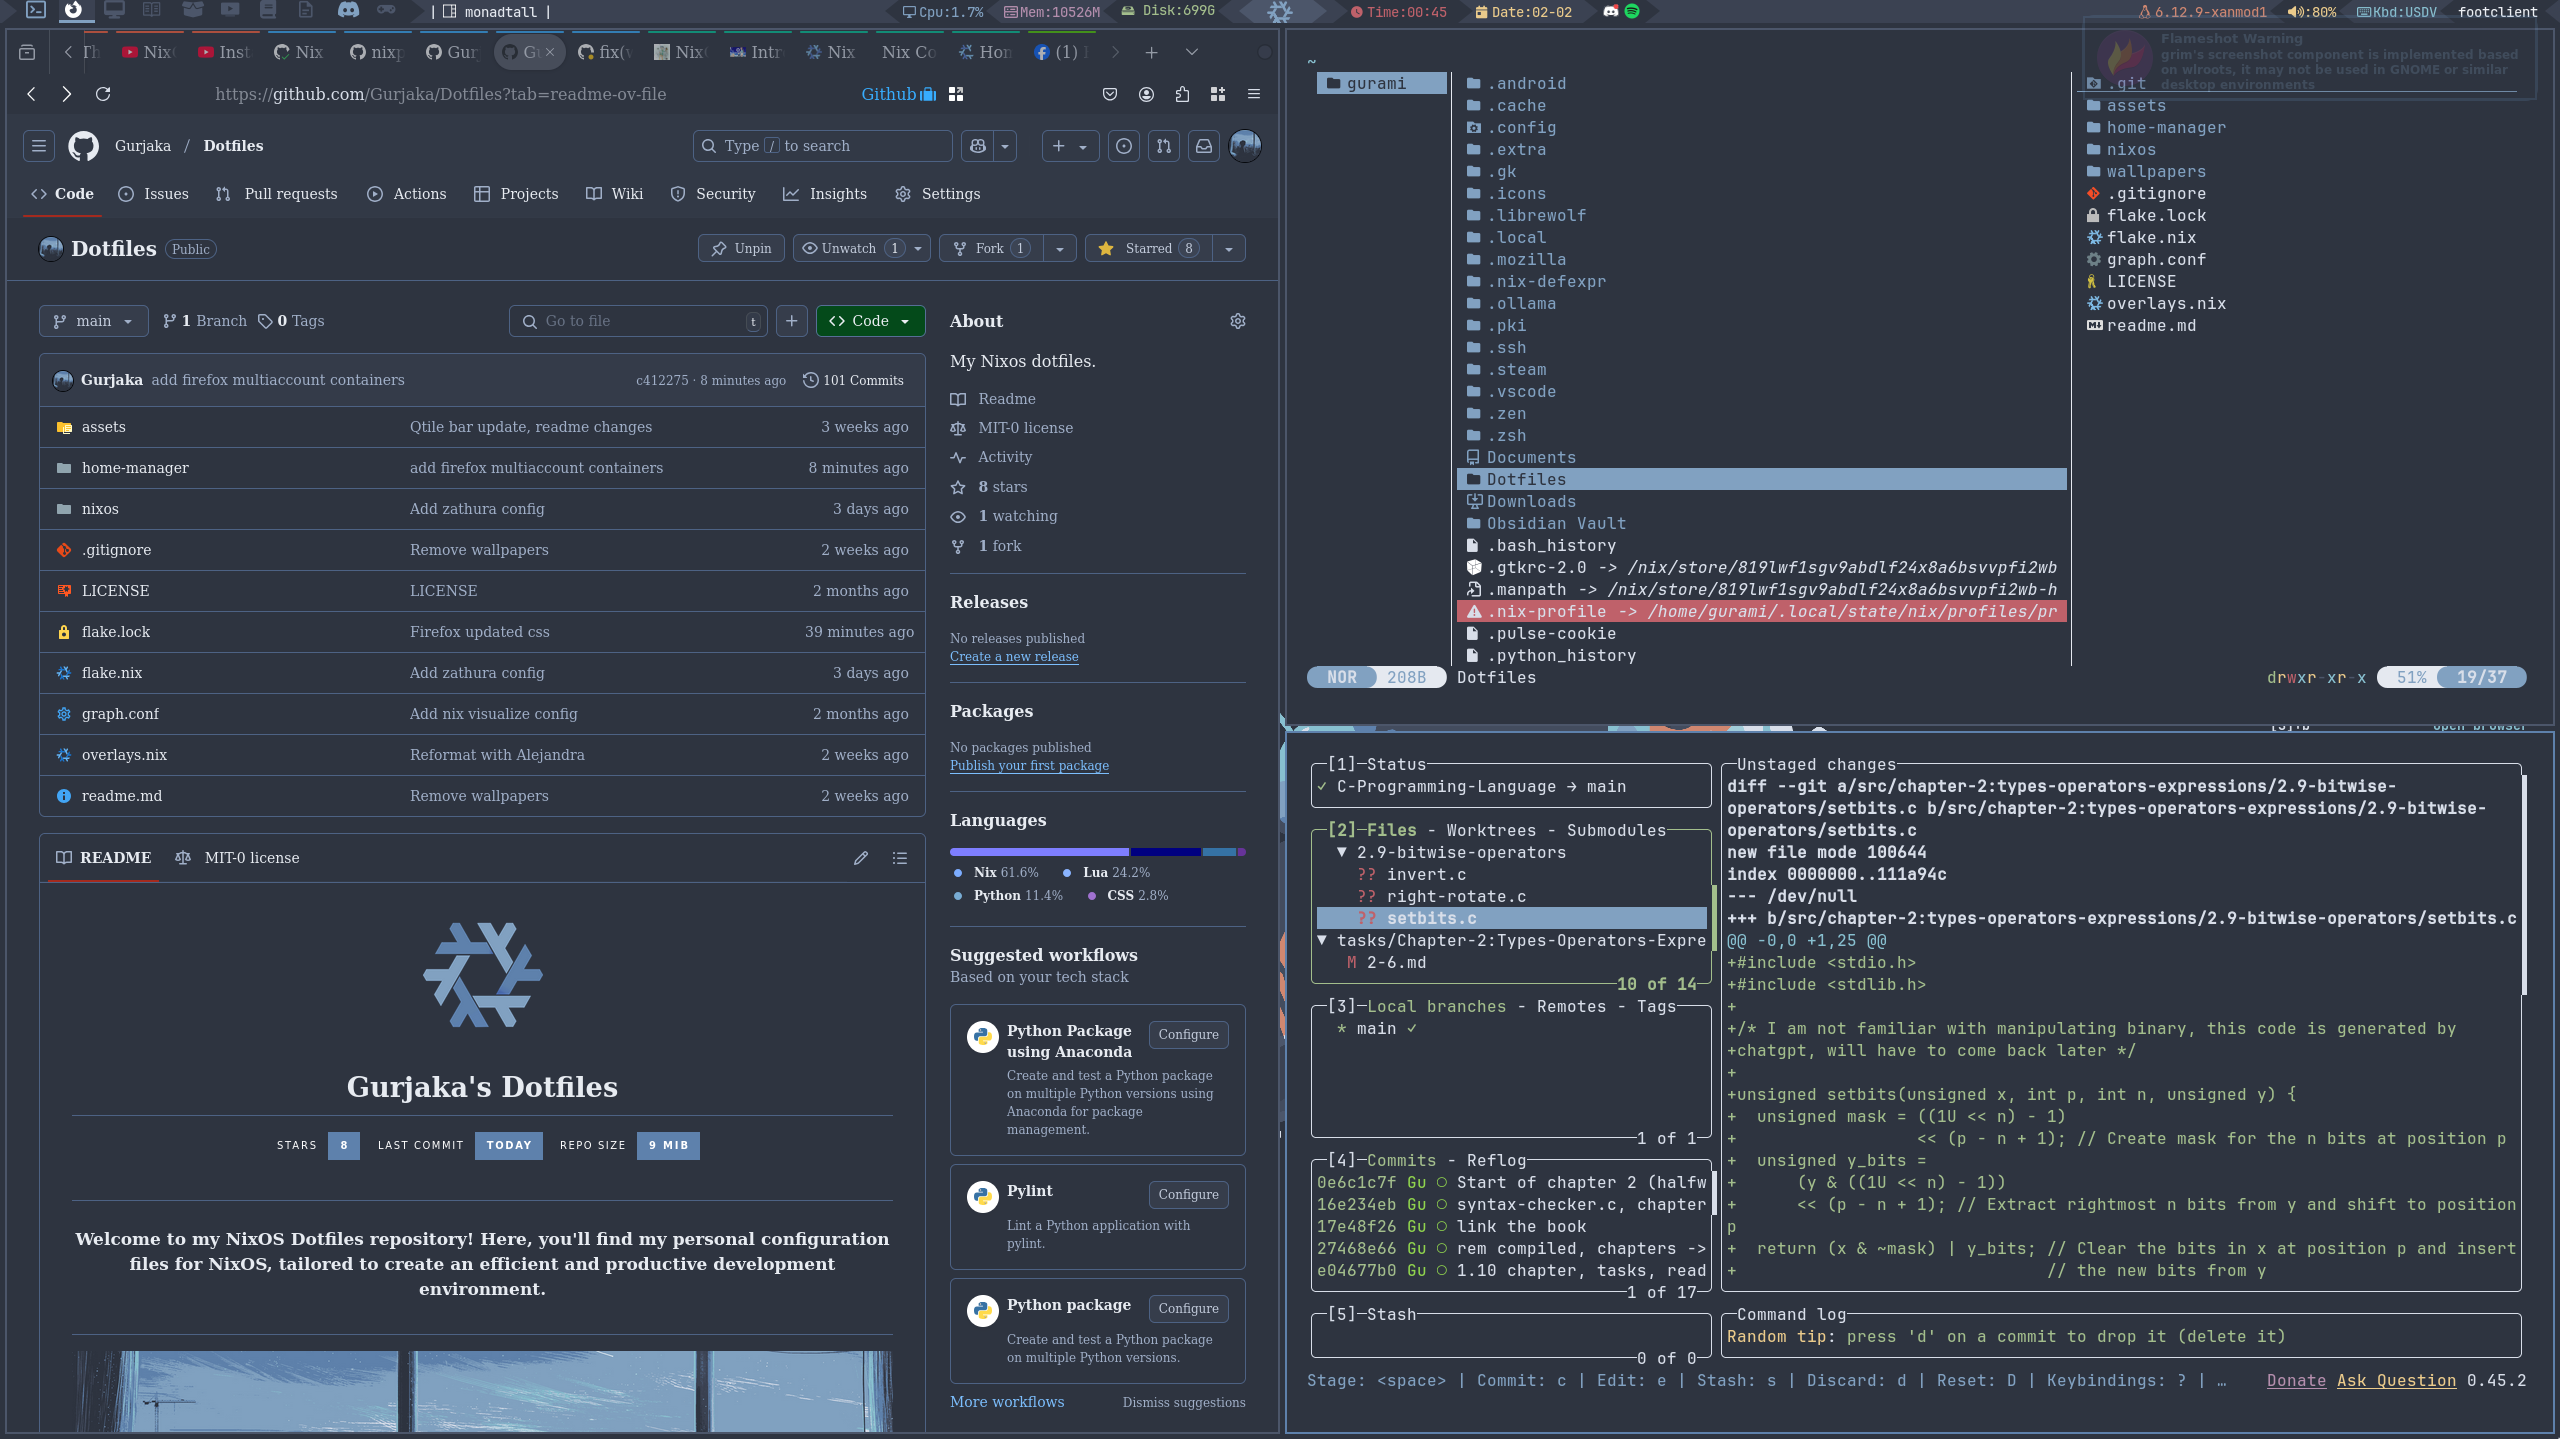 | monadtall |
Cpu:1.7%
Mem:10526M
Disk:699G
Time:00:45
Date:02-02
6.12.9-xanmod1
:80%
Kbd:USDV
footclient
Nix
Inst
Nix
nixp
Gur
Gu
fix(v
Nix
Intr
Nix
Nix Co
Hon
(1)
https://github.com/Gurjaka/Dotfiles?tab=readme-ov-file
Github
Gurjaka / Dotfiles
Type / to search
Code
Issues
Pull requests
Actions
Projects
Wiki
Security
Insights
Settings
Dotfiles Public
Unpin
Unwatch 1
Fork 1
Starred 8
main
1 Branch
0 Tags
Go to file t
Code
Gurjaka add firefox multiaccount containers c412275 · 8 minutes ago 101 Commits
assets Qtile bar update, readme changes 3 weeks ago
home-manager add firefox multiaccount containers 8 minutes ago
nixos Add zathura config 3 days ago
.gitignore Remove wallpapers 2 weeks ago
LICENSE LICENSE 2 months ago
flake.lock Firefox updated css 39 minutes ago
flake.nix Add zathura config 3 days ago
graph.conf Add nix visualize config 2 months ago
overlays.nix Reformat with Alejandra 2 weeks ago
readme.md Remove wallpapers 2 weeks ago
README MIT-0 license
Gurjaka's Dotfiles
STARS 8 LAST COMMIT TODAY REPO SIZE 9 MIB
Welcome to my NixOS Dotfiles repository! Here, you'll find my personal configuration
files for NixOS, tailored to create an efficient and productive development
environment.
About
My Nixos dotfiles.
Readme
MIT-0 license
Activity
8 stars
1 watching
1 fork
Releases
No releases published
Create a new release
Packages
No packages published
Publish your first package
Languages
Nix 61.6% Lua 24.2%
Python 11.4% CSS 2.8%
Suggested workflows
Based on your tech stack
Python Package
using Anaconda
Configure
Create and test a Python package
on multiple Python versions using
Anaconda for package
management.
Pylint
Configure
Lint a Python application with
pylint.
Python package
Configure
Create and test a Python package
on multiple Python versions.
More workflows
Dismiss suggestions
Flameshot Warning
grim's screenshot component is implemented based
on wlroots, it may not be used in GNOME or similar
desktop environments
~
gurami
.android
.cache
.config
.extra
.gk
.icons
.librewolf
.local
.mozilla
.nix-defexpr
.ollama
.pki
.ssh
.steam
.vscode
.zen
.zsh
Documents
Dotfiles
Downloads
Obsidian Vault
.bash_history
.gtkrc-2.0 -> /nix/store/819lwf1sgv9abdlf24x8a6bsvvpfi2wb
.manpath -> /nix/store/819lwf1sgv9abdlf24x8a6bsvvpfi2wb-h
.nix-profile -> /home/gurami/.local/state/nix/profiles/pr
.pulse-cookie
.python_history
.git
assets
home-manager
nixos
wallpapers
.gitignore
flake.lock
flake.nix
graph.conf
LICENSE
overlays.nix
readme.md
NOR 208B Dotfiles
drwxr-xr-x 51% 19/37
[1]-Status
✓ C-Programming-Language → main
[2]-Files - Worktrees - Submodules
▼ 2.9-bitwise-operators
?? invert.c
?? right-rotate.c
?? setbits.c
▼ tasks/Chapter-2:Types-Operators-Expre
M 2-6.md
10 of 14
[3]-Local branches - Remotes - Tags
* main ✓
1 of 1
[4]-Commits - Reflog
0e6c1c7f Gu ○ Start of chapter 2 (halfw
16e234eb Gu ○ syntax-checker.c, chapter
17e48f26 Gu ○ link the book
27468e66 Gu ○ rem compiled, chapters ->
e04677b0 Gu ○ 1.10 chapter, tasks, read
1 of 17
[5]-Stash
0 of 0
Unstaged changes
diff --git a/src/chapter-2:types-operators-expressions/2.9-bitwise-
operators/setbits.c b/src/chapter-2:types-operators-expressions/2.9-bitwise-
operators/setbits.c
new file mode 100644
index 0000000..111a94c
--- /dev/null
+++ b/src/chapter-2:types-operators-expressions/2.9-bitwise-operators/setbits.c
@@ -0,0 +1,25 @@
+#include <stdio.h>
+#include <stdlib.h>
+
+/* I am not familiar with manipulating binary, this code is generated by
+chatgpt, will have to come back later */
+
+unsigned setbits(unsigned x, int p, int n, unsigned y) {
+  unsigned mask = ((1U << n) - 1)
+                  << (p - n + 1); // Create mask for the n bits at position p
+  unsigned y_bits =
+      (y & ((1U << n) - 1))
+      << (p - n + 1); // Extract rightmost n bits from y and shift to position
p
+  return (x & ~mask) | y_bits; // Clear the bits in x at position p and insert
+                               // the new bits from y
Command log
Random tip: press 'd' on a commit to drop it (delete it)
Stage: <space> | Commit: c | Edit: e | Stash: s | Discard: d | Reset: D | Keybindings: ? | …
Donate Ask Question 0.45.2